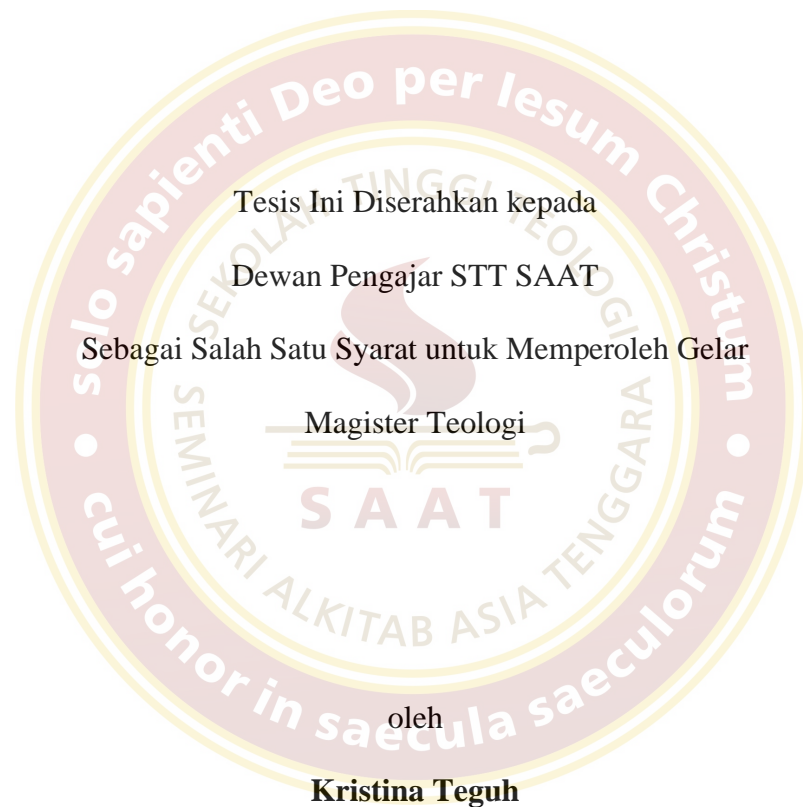 Tesis Ini Diserahkan kepada
Dewan Pengajar STT SAAT
Sebagai Salah Satu Syarat untuk Memperoleh Gelar
Magister Teologi
oleh
Kristina Teguh
solo sapienti Deo per Iesum Christum
cui honor in saecula saeculorum
SEKOLAH TINGGI TEOLOGI
SEMINARI ALKITAB ASIA TENGGARA
SAAT